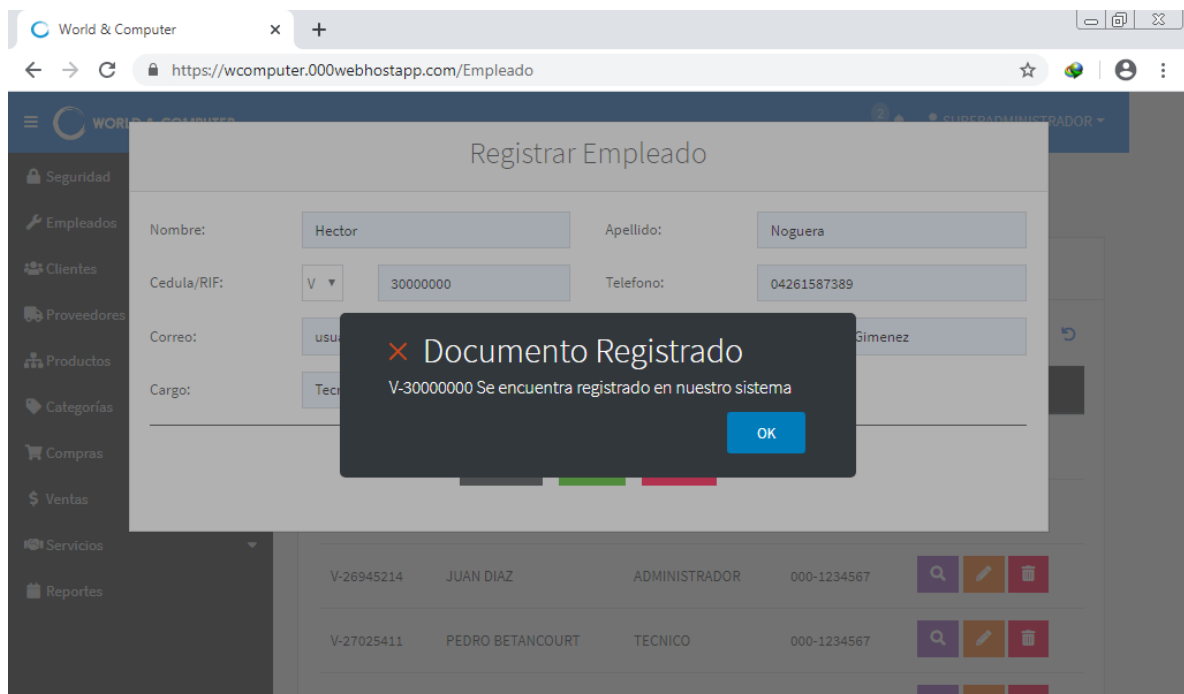 World & Computer
https://wcomputer.000webhostapp.com/Empleado
2
SUPERADMINISTRADOR
Registrar Empleado
Seguridad
Empleados
Clientes
Proveedores
Productos
Categorías
Compras
Ventas
Servicios
Reportes
Nombre: Hector Apellido: Noguera
Cedula/RIF: V 30000000 Telefono: 04261587389
Correo: Gimenez
Cargo:
Documento Registrado
V-30000000 Se encuentra registrado en nuestro sistema
OK
V-26945214 JUAN DIAZ ADMINISTRADOR 000-1234567
V-27025411 PEDRO BETANCOURT TECNICO 000-1234567